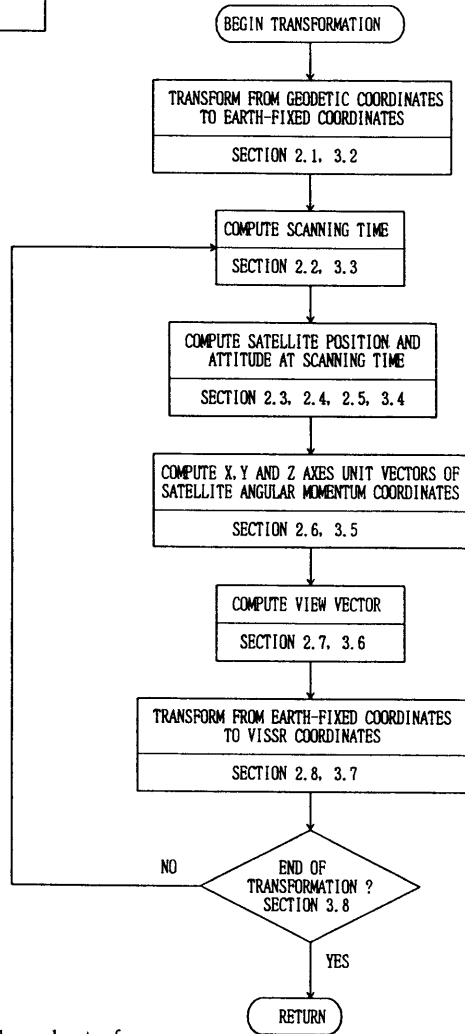 BEGIN TRANSFORMATION
TRANSFORM FROM GEODETIC COORDINATES
TO EARTH-FIXED COORDINATES
SECTION 2.1, 3.2
COMPUTE SCANNING TIME
SECTION 2.2, 3.3
COMPUTE SATELLITE POSITION AND
ATTITUDE AT SCANNING TIME
SECTION 2.3, 2.4, 2.5, 3.4
COMPUTE X,Y AND Z AXES UNIT VECTORS OF
SATELLITE ANGULAR MOMENTUM COORDINATES
SECTION 2.6, 3.5
COMPUTE VIEW VECTOR
SECTION 2.7, 3.6
TRANSFORM FROM EARTH-FIXED COORDINATES
TO VISSR COORDINATES
SECTION 2.8, 3.7
NO
END OF
TRANSFORMATION ?
SECTION 3.8
YES
RETURN